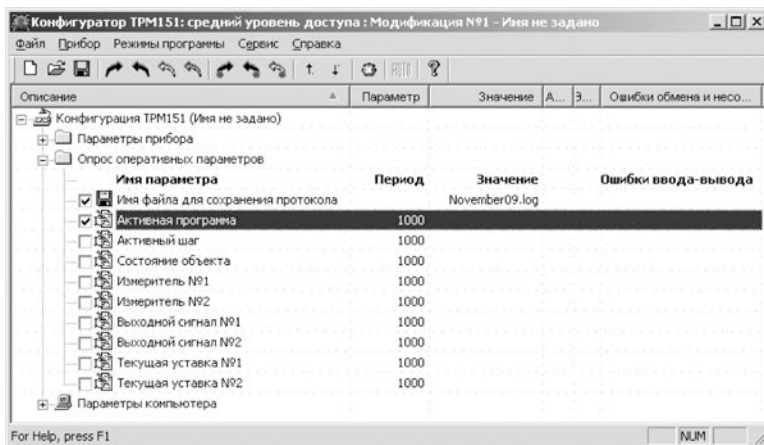 Конфигуратор ТРМ151: средний уровень доступа : Модификация №1 - Имя не задано
Файл Прибор Режимы программы Сервис Справка
AUTO
Описание Параметр Значение А... Э... Ошибки обмена и несо...
Конфигурация ТРМ151 (Имя не задано)
Параметры прибора
Опрос оперативных параметров
Имя параметра Период Значение Ошибки ввода-вывода
Имя файла для сохранения протокола November09.log
Активная программа 1000
Активный шаг 1000
Состояние объекта 1000
Измеритель №1 1000
Измеритель №2 1000
Выходной сигнал №1 1000
Выходной сигнал №2 1000
Текущая уставка №1 1000
Текущая уставка №2 1000
Параметры компьютера
For Help, press F1 NUM